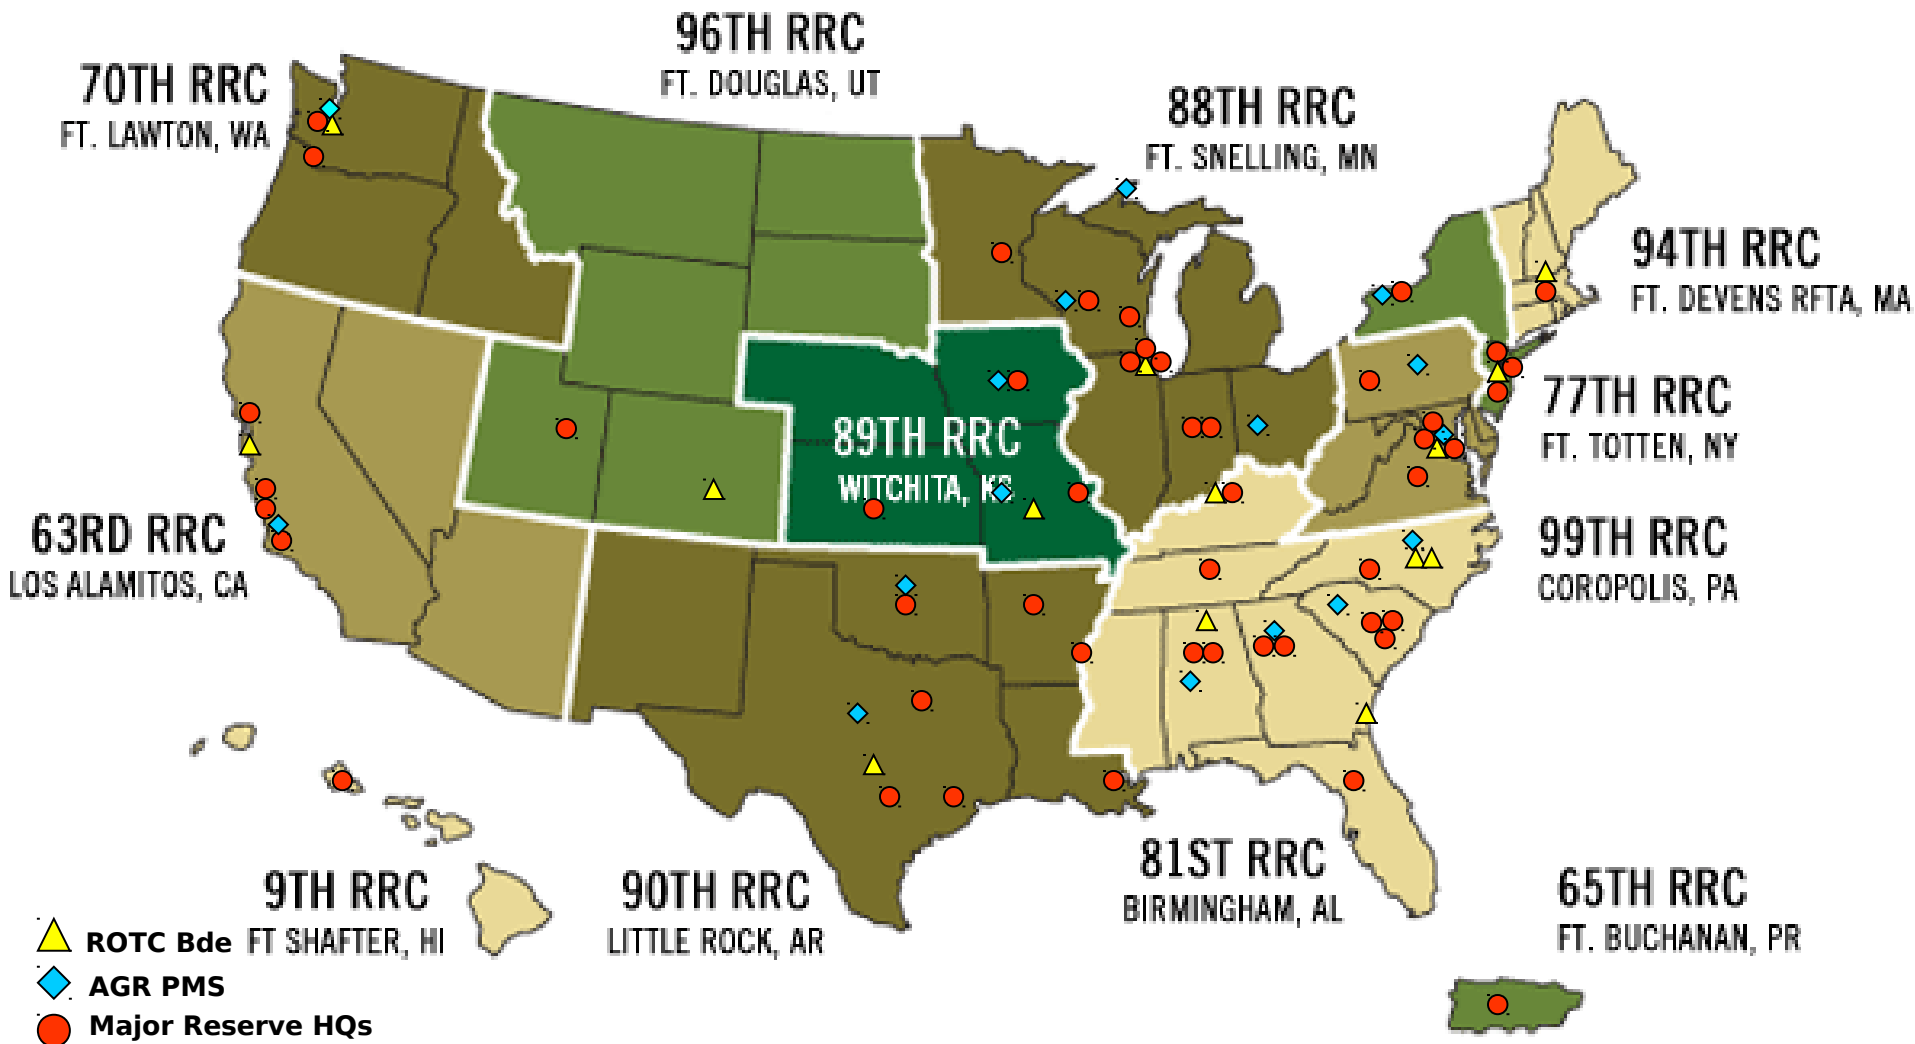 96TH RRC
FT. DOUGLAS, UT
70TH RRC
FT. LAWTON, WA
88TH RRC
FT. SNELLING, MN
94TH RRC
FT. DEVENS RFTA, MA
77TH RRC
FT. TOTTEN, NY
89TH RRC
WITCHITA, KS
63RD RRC
LOS ALAMITOS, CA
99TH RRC
COROPOLIS, PA
81ST RRC
BIRMINGHAM, AL
9TH RRC
FT SHAFTER, HI
90TH RRC
LITTLE ROCK, AR
65TH RRC
FT. BUCHANAN, PR
ROTC Bde
AGR PMS
Major Reserve HQs